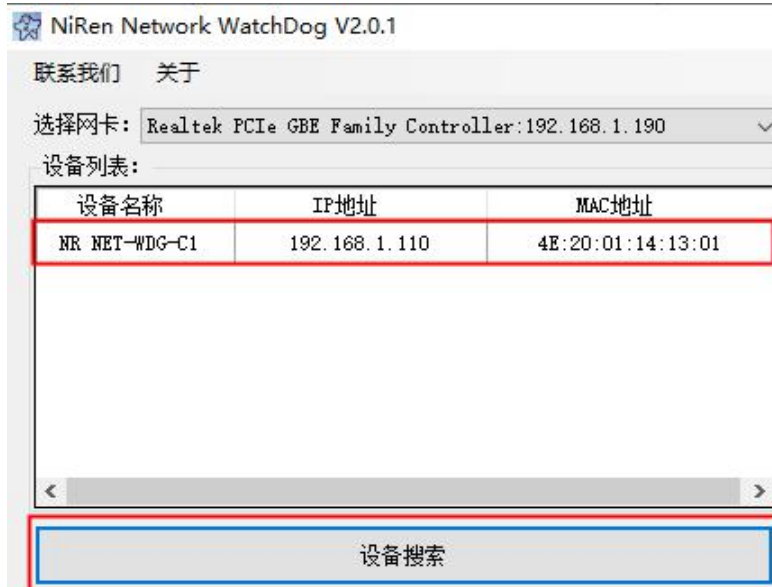 NiRen Network WatchDog V2.0.1
联系我们 关于
选择网卡: Realtek PCIe GBE Family Controller:192.168.1.190
设备列表:
设备名称 IP地址 MAC地址
NR NET-WDG-C1 192.168.1.110 4E:20:01:14:13:01
设备搜索